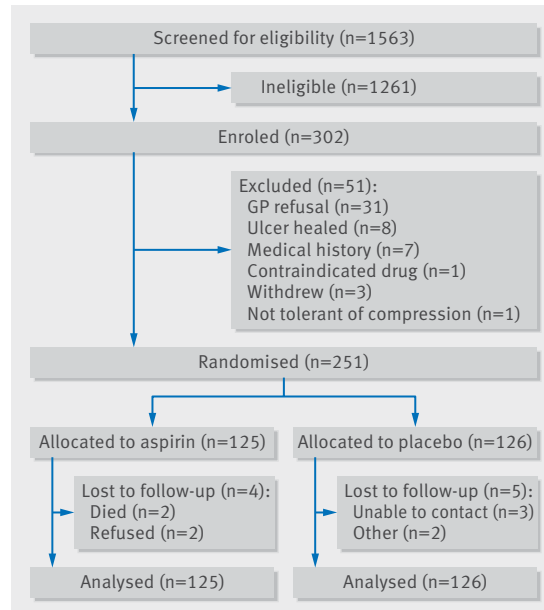 Screened for eligibility (n=1563)
Ineligible (n=1261)
Enroled (n=302)
Excluded (n=51):
GP refusal (n=31)
Ulcer healed (n=8)
Medical history (n=7)
Contraindicated drug (n=1)
Withdrew (n=3)
Not tolerant of compression (n=1)
Randomised (n=251)
Allocated to aspirin (n=125)
Lost to follow-up (n=4):
Died (n=2)
Refused (n=2)
Analysed (n=125)
Allocated to placebo (n=126)
Lost to follow-up (n=5):
Unable to contact (n=3)
Other (n=2)
Analysed (n=126)